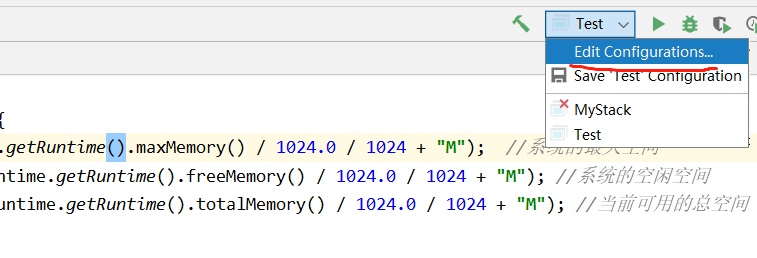 Test
Edit Configurations...
Save 'Test' Configuration
MyStack
Test
{
.getRuntime().maxMemory() / 1024.0 / 1024 + "M"); //系统的最大空间
ntime.getRuntime().freeMemory() / 1024.0 / 1024 + "M"); //系统的空闲空间
untime.getRuntime().totalMemory() / 1024.0 / 1024 + "M"); //当前可用的总空间